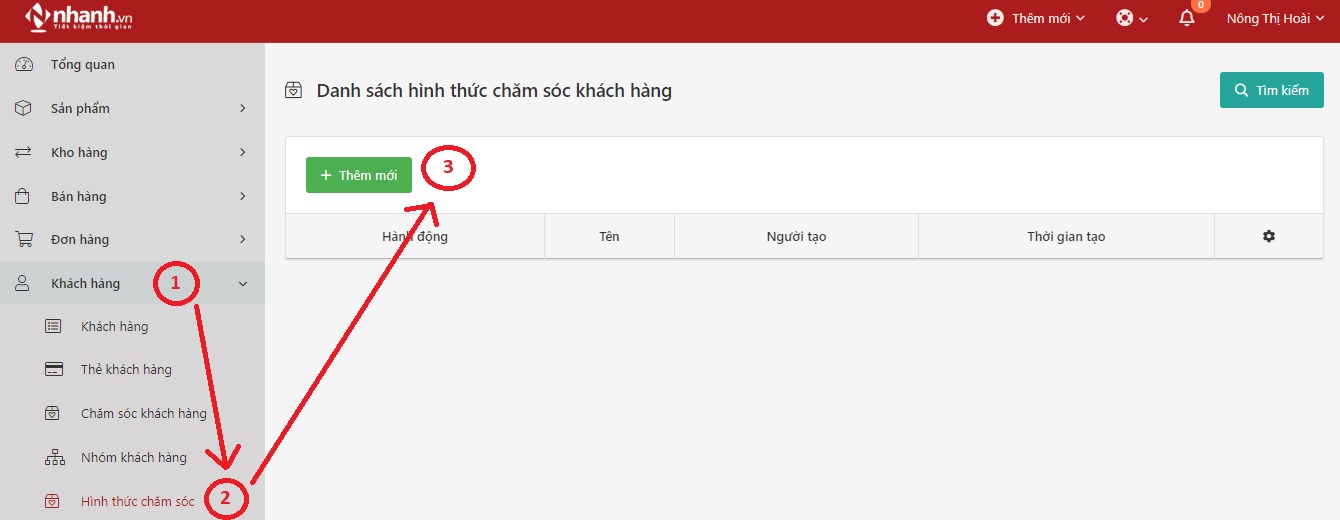 nhanh.vn
Tiết kiệm thời gian
Thêm mới
0
Nông Thị Hoài
Tổng quan
Sản phẩm
Kho hàng
Bán hàng
Đơn hàng
Khách hàng
1
Khách hàng
Thẻ khách hàng
Chăm sóc khách hàng
Nhóm khách hàng
Hình thức chăm sóc
2
Danh sách hình thức chăm sóc khách hàng
Tìm kiếm
+ Thêm mới
3
Hành động Tên Người tạo Thời gian tạo